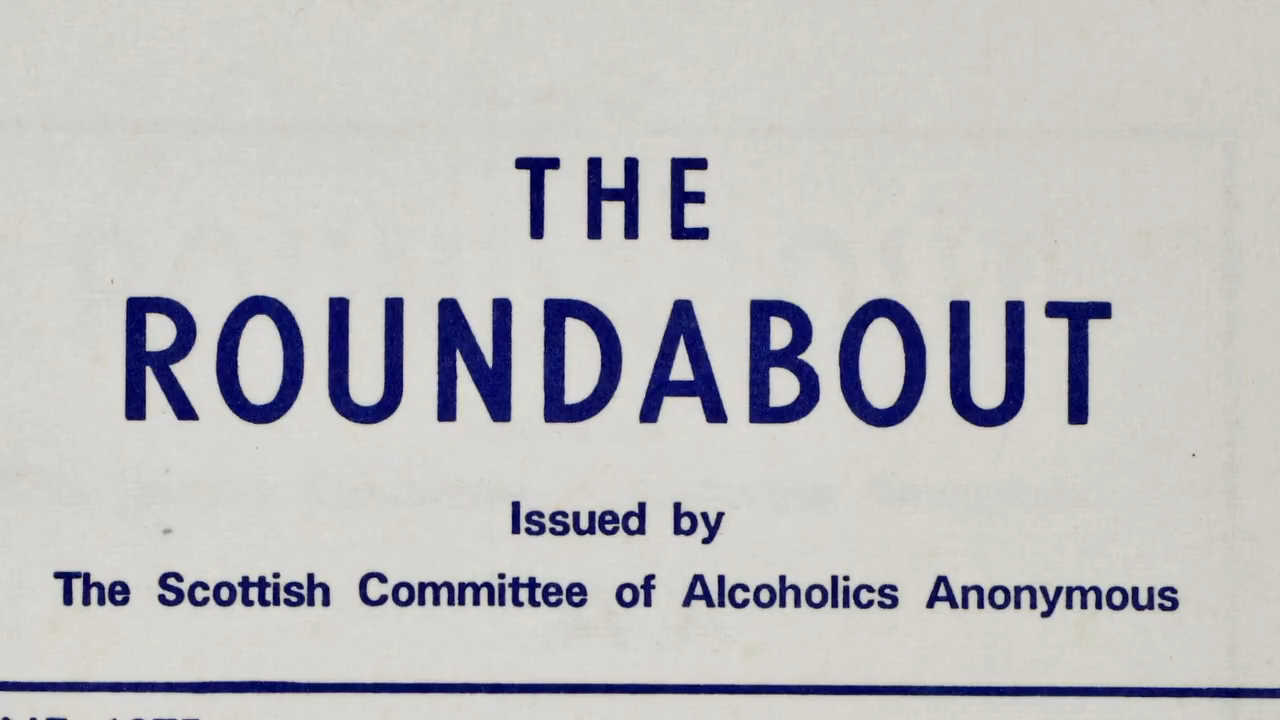 THE
ROUNDABOUT
Issued by
The Scottish Committee of Alcoholics Anonymous